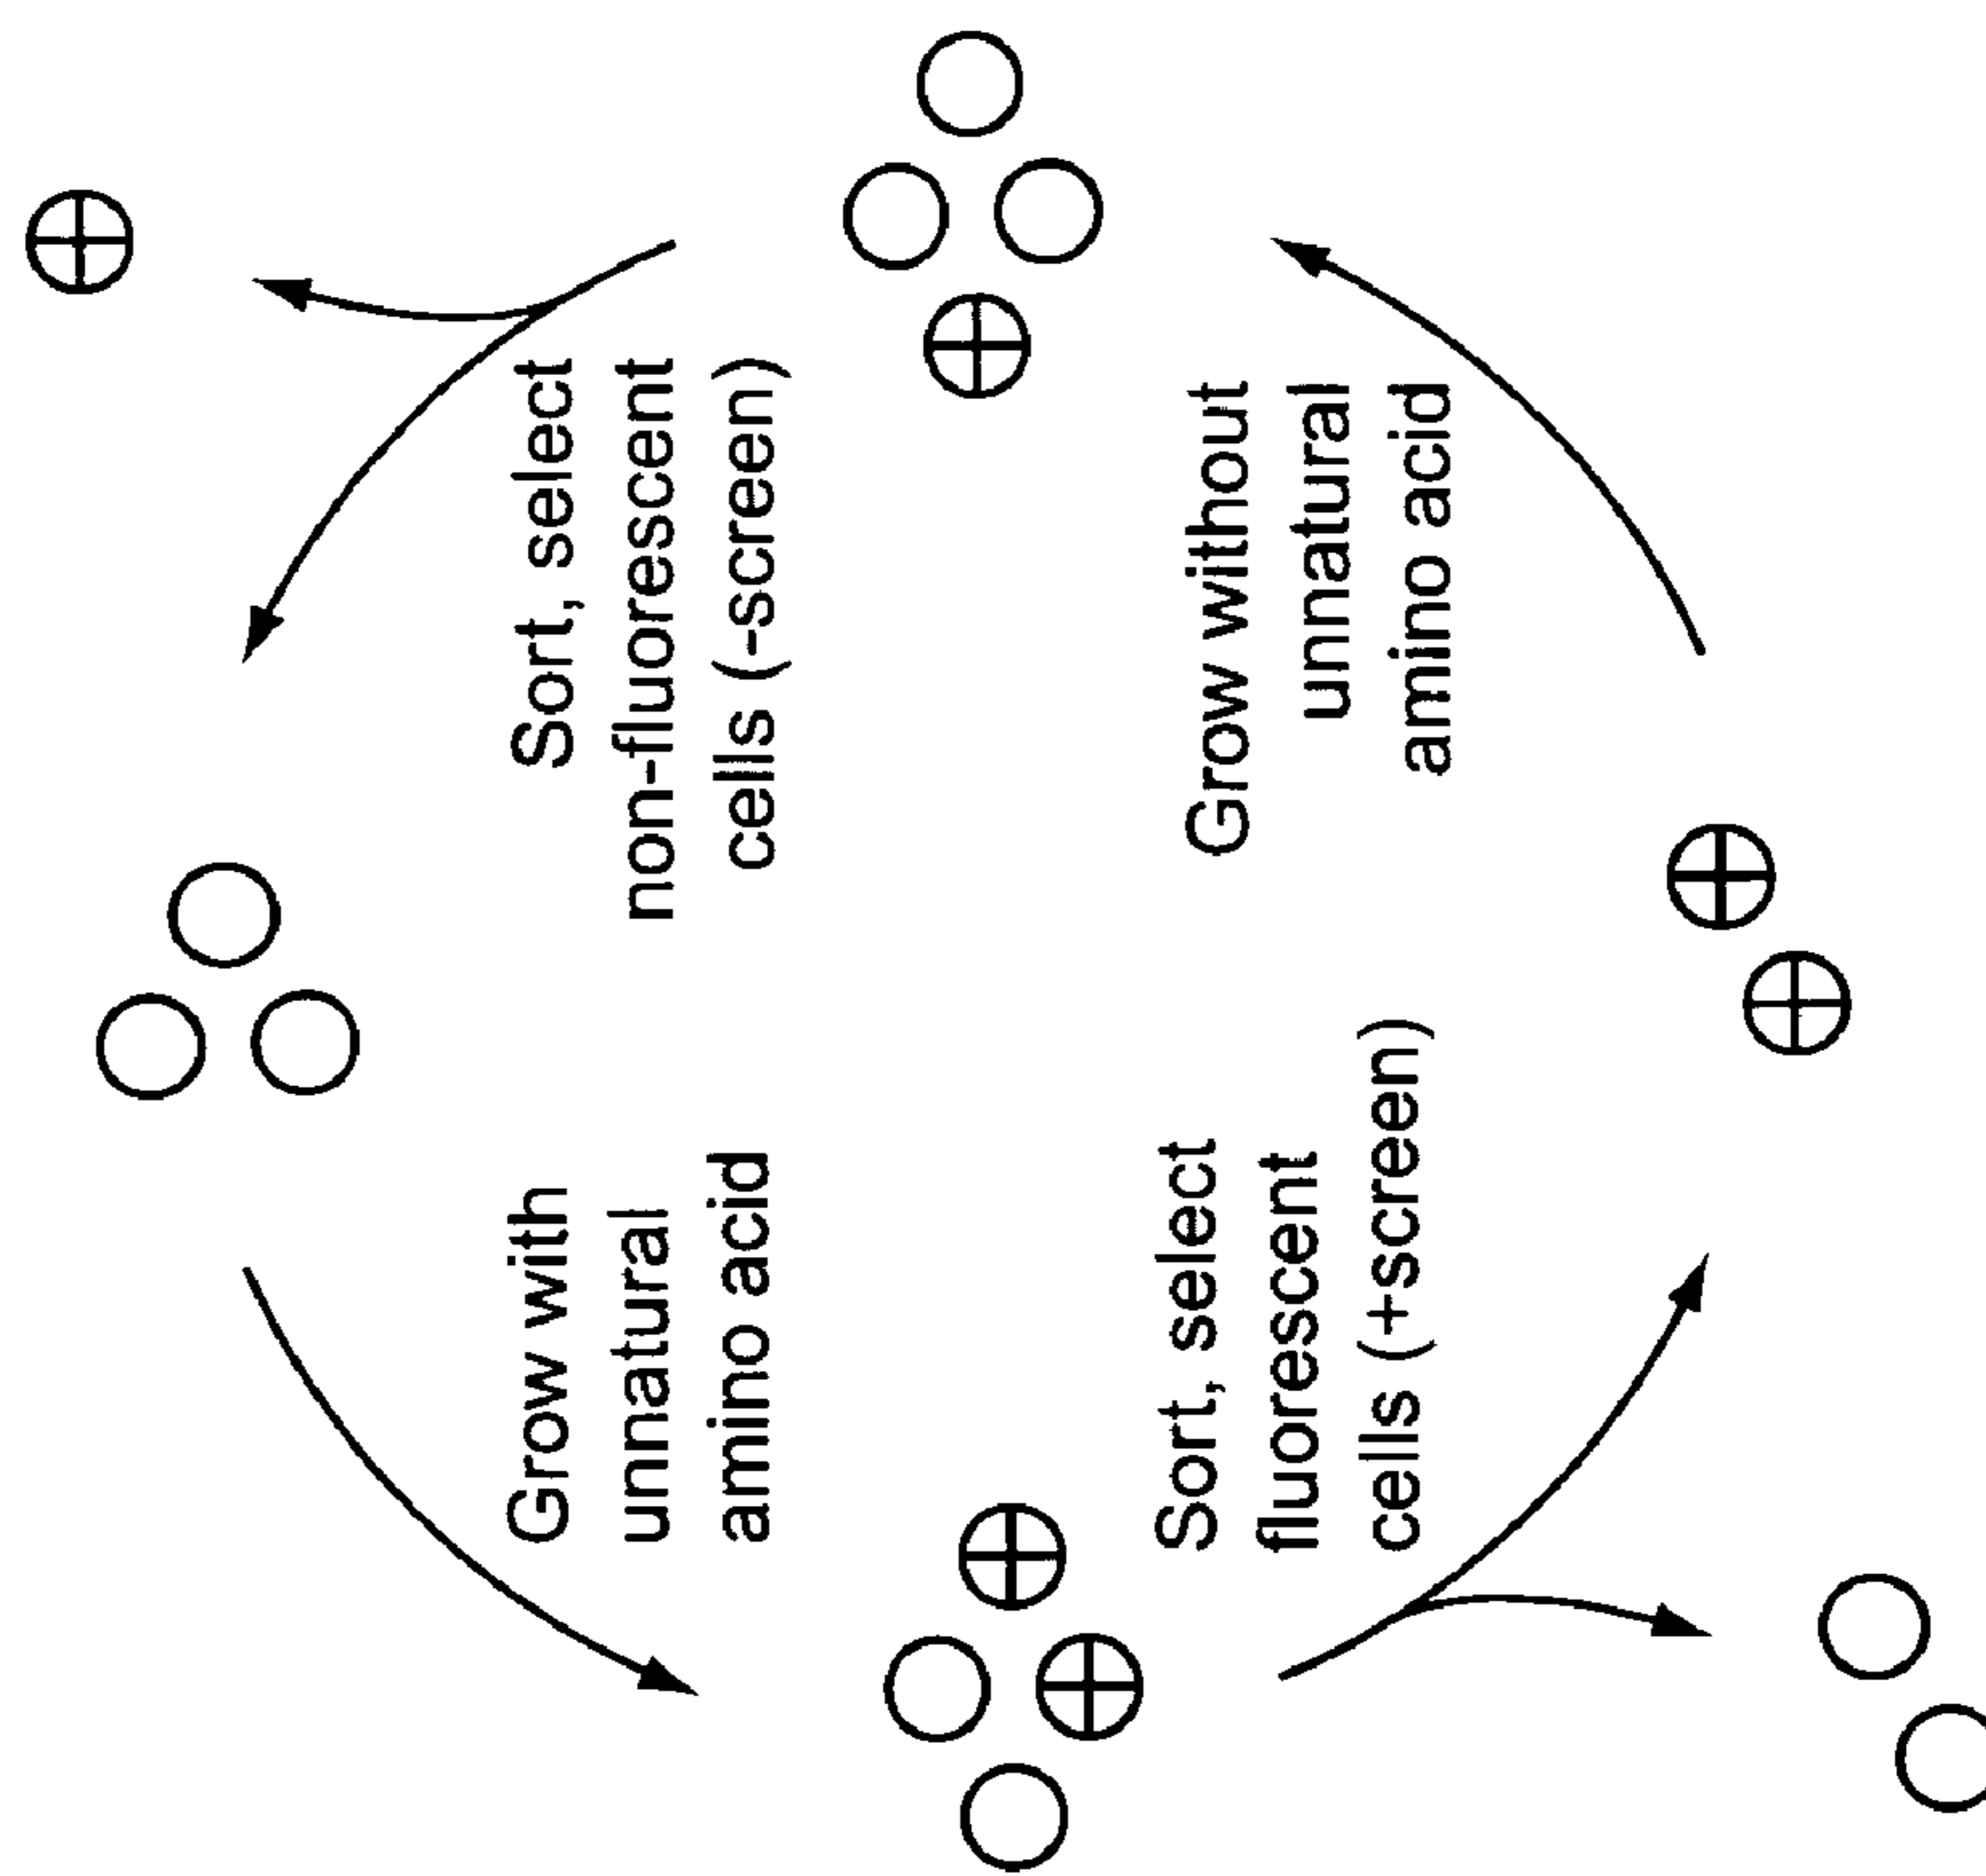 Sort, select
non-fluorescent
cells (-screen)
Grow without
unnatural
amino acid
Grow with
unnatural
amino acid
Sort, select
fluorescent
cells (+screen)